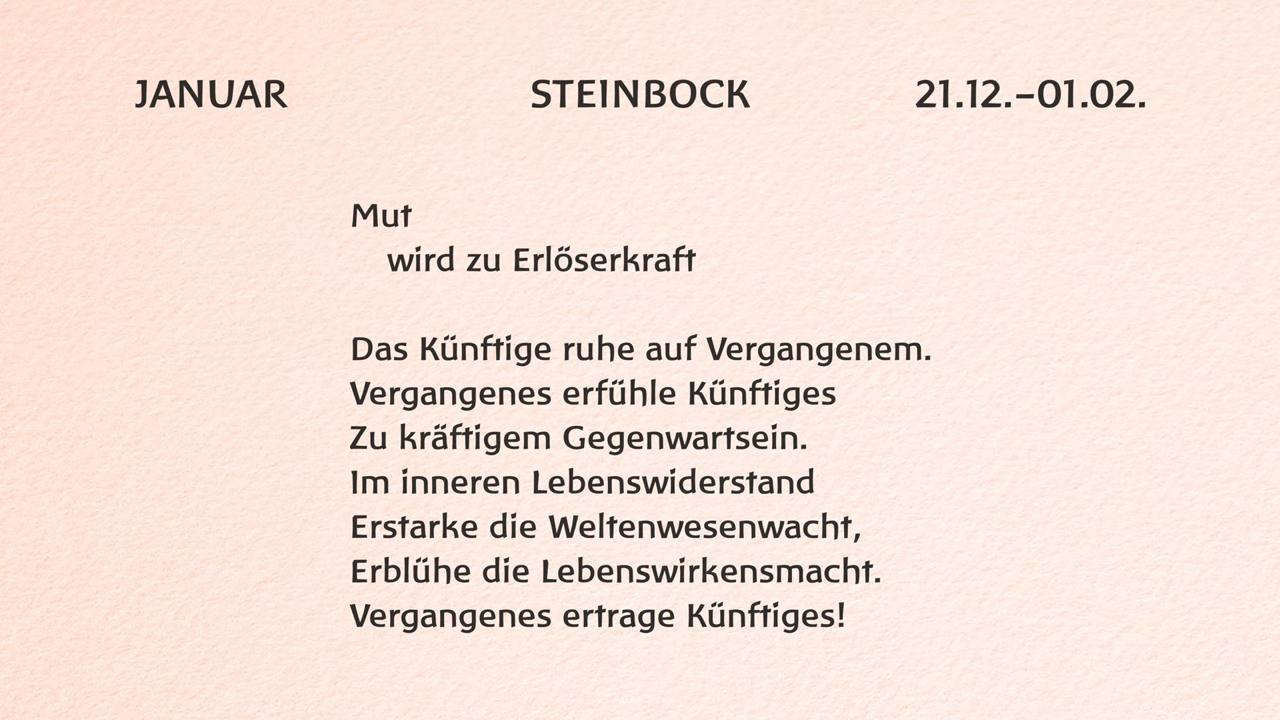 JANUAR STEINBOCK 21.12.–01.02.
Mut
wird zu Erlöserkraft
Das Künftige ruhe auf Vergangenem.
Vergangenes erfühle Künftiges
Zu kräftigem Gegenwartsein.
Im inneren Lebenswiderstand
Erstarke die Weltenwesenwacht,
Erblühe die Lebenswirkensmacht.
Vergangenes ertrage Künftiges!